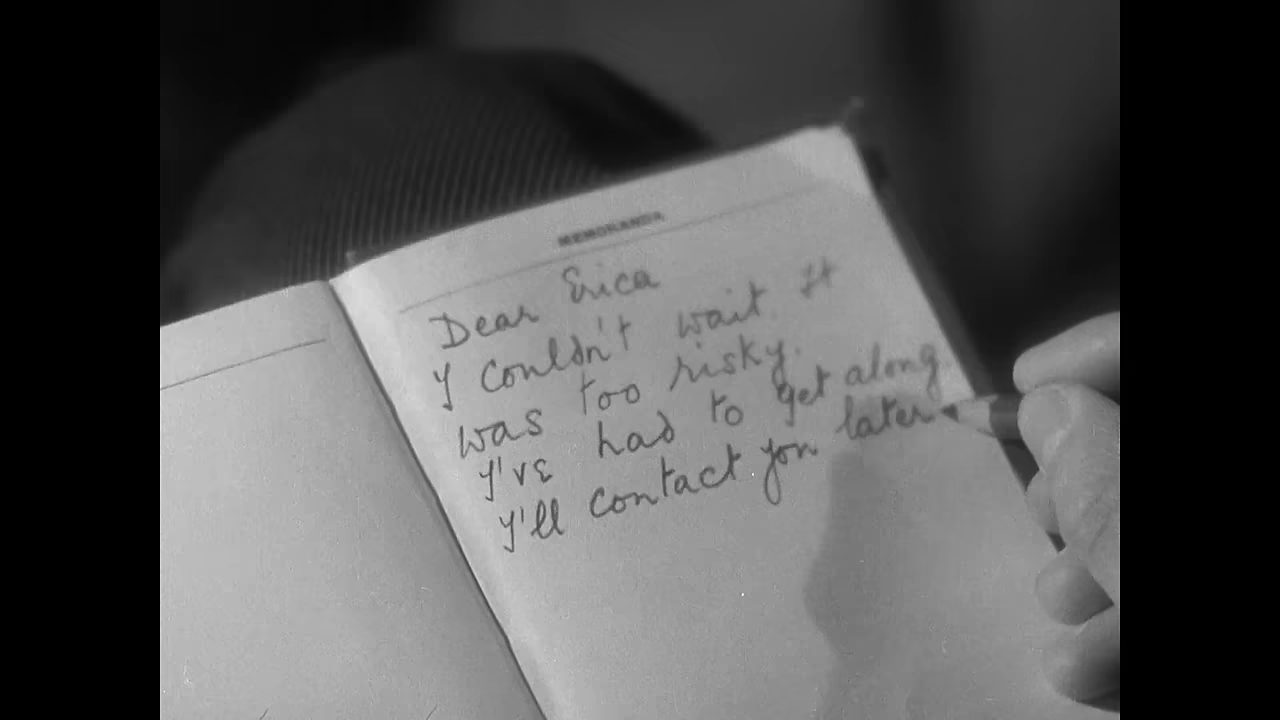 MEMORANDA
Dear Erica
I couldn't wait. It
was too risky.
I've had to get along
I'll contact you later